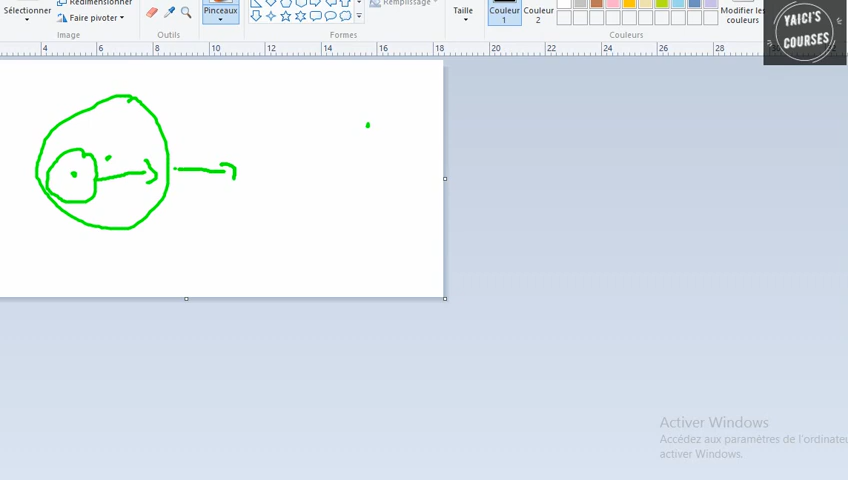 Sélectionner
Redimensionner
Faire pivoter
Image
Outils
Pinceaux
Formes
Remplissage
Taille
Couleur 1
Couleur 2
Modifier les couleurs
Couleurs
4 6 8 10 12 14 16 18 20 22 24 26 28
YAICI'S
COURSES
Activer Windows
Accédez aux paramètres de l'ordinate
activer Windows.